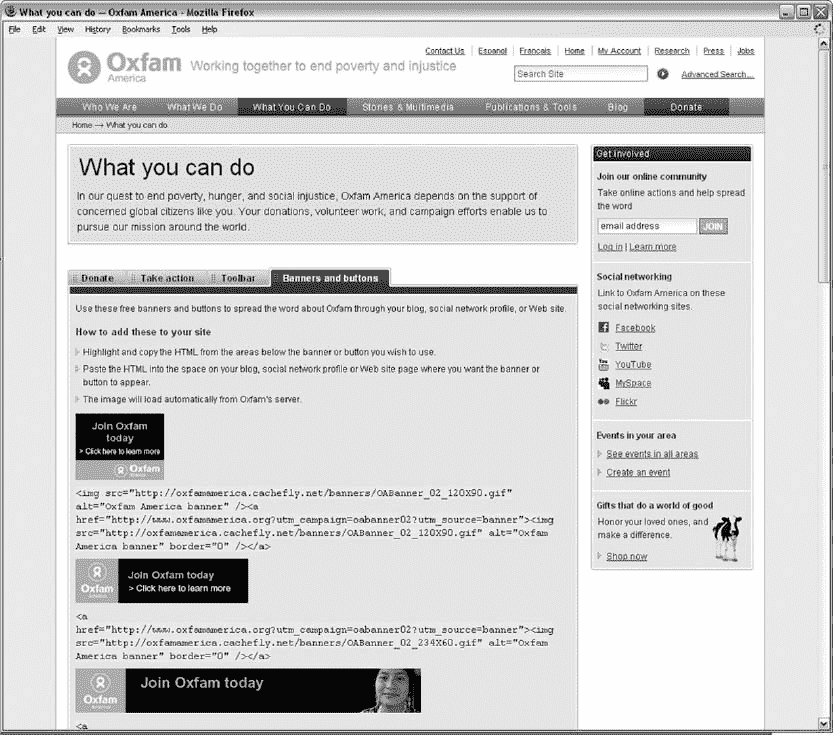 What you can do — Oxfam America - Mozilla Firefox
File Edit View History Bookmarks Tools Help
Contact Us Espanol Francais Home My Account Research Press Jobs
Oxfam
America
Working together to end poverty and injustice
Search Site
Advanced Search...
Who We Are What We Do What You Can Do Stories & Multimedia Publications & Tools Blog Donate
Home → What you can do
What you can do
In our quest to end poverty, hunger, and social injustice, Oxfam America depends on the support of
concerned global citizens like you. Your donations, volunteer work, and campaign efforts enable us to
pursue our mission around the world.
Donate Take action Toolbar Banners and buttons
Use these free banners and buttons to spread the word about Oxfam through your blog, social network profile, or Web site.
How to add these to your site
Highlight and copy the HTML from the areas below the banner or button you wish to use.
Paste the HTML into the space on your blog, social network profile or Web site page where you want the banner or
button to appear.
The image will load automatically from Oxfam's server.
Join Oxfam
today
> Click here to learn more
Oxfam
America
<img src="http://oxfamamerica.cachefly.net/banners/OABanner_02_120X90.gif"
alt="Oxfam America banner" /><a
href="http://www.oxfamamerica.org?utm_campaign=oabanner02?utm_source=banner"><img
src="http://oxfamamerica.cachefly.net/banners/OABanner_02_120X90.gif" alt="Oxfam
America banner" border="0" /></a>
Oxfam
America
Join Oxfam today
> Click here to learn more
<a
href="http://www.oxfamamerica.org?utm_campaign=oabanner02?utm_source=banner"><img
src="http://oxfamamerica.cachefly.net/banners/OABanner_02_234X60.gif" alt="Oxfam
America banner" border="0" /></a>
Oxfam
America
Join Oxfam today
<a
Get involved
Join our online community
Take online actions and help spread
the word
email address JOIN
Log in | Learn more
Social networking
Link to Oxfam America on these
social networking sites.
Facebook
Twitter
YouTube
MySpace
Flickr
Events in your area
See events in all areas
Create an event
Gifts that do a world of good
Honor your loved ones, and
make a difference.
Shop now